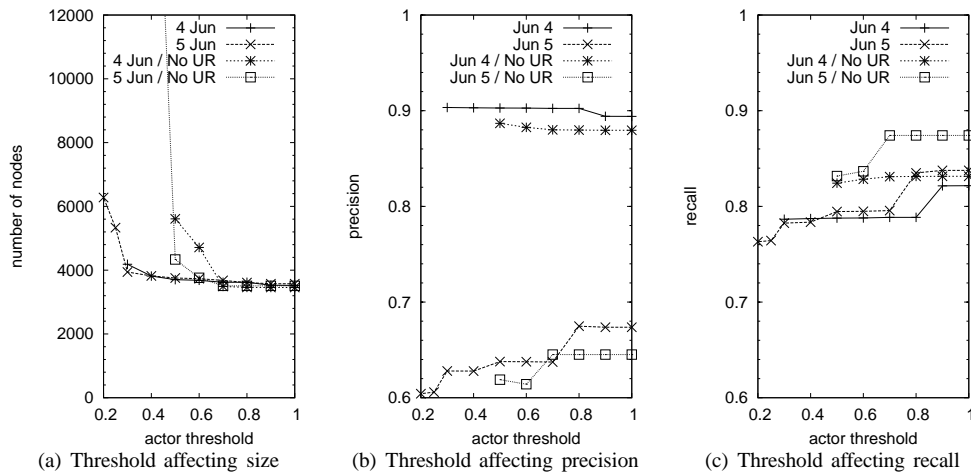 12000
10000
8000
6000
4000
2000
0
number of nodes
4 Jun
5 Jun
4 Jun / No UR
5 Jun / No UR
0.2 0.4 0.6 0.8 1
actor threshold
(a) Threshold affecting size
1
0.9
0.8
0.7
0.6
precision
Jun 4
Jun 5
Jun 4 / No UR
Jun 5 / No UR
0.2 0.4 0.6 0.8 1
actor threshold
(b) Threshold affecting precision
1
0.9
0.8
0.7
0.6
recall
Jun 4
Jun 5
Jun 4 / No UR
Jun 5 / No UR
0.2 0.4 0.6 0.8 1
actor threshold
(c) Threshold affecting recall